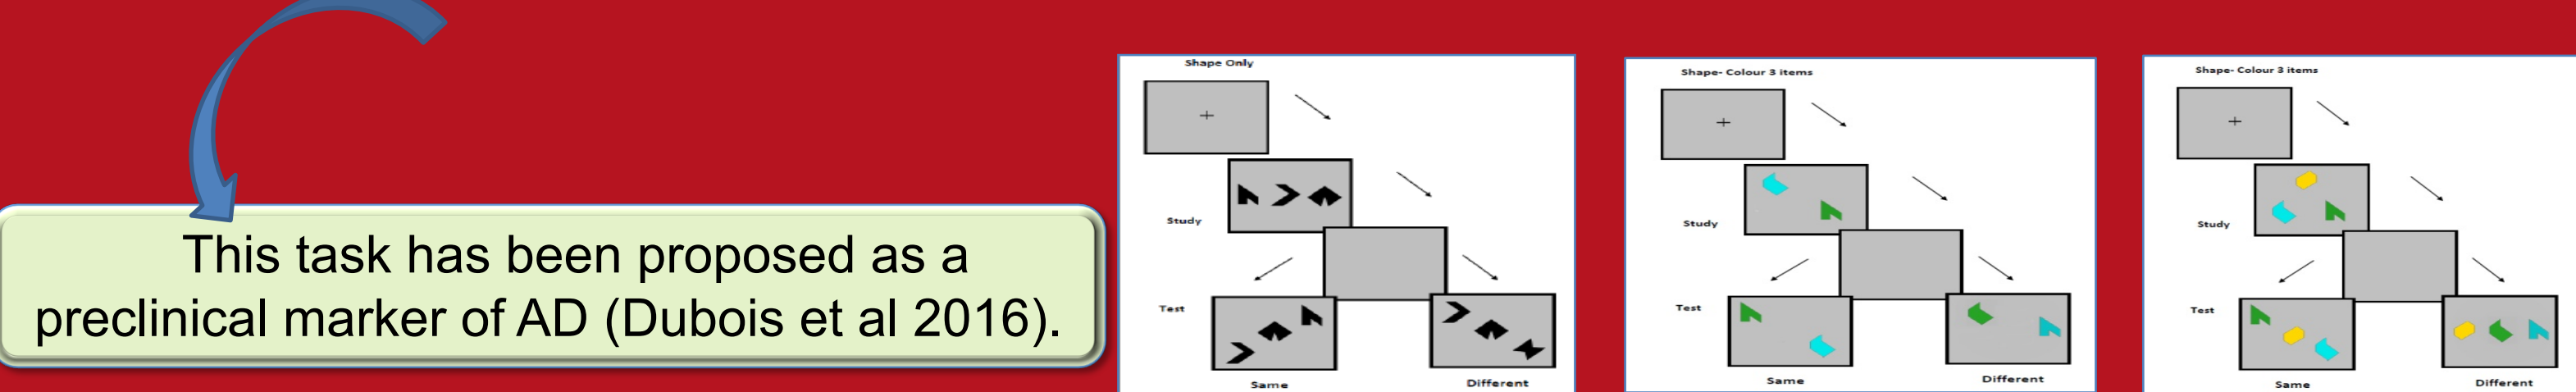 This task has been proposed as a
preclinical marker of AD (Dubois et al 2016).
Shape Only
Study
Test
Same
Different
Shape- Colour 3 items
Study
Test
Same
Different
Shape- Colour 3 items
Study
Test
Same
Different